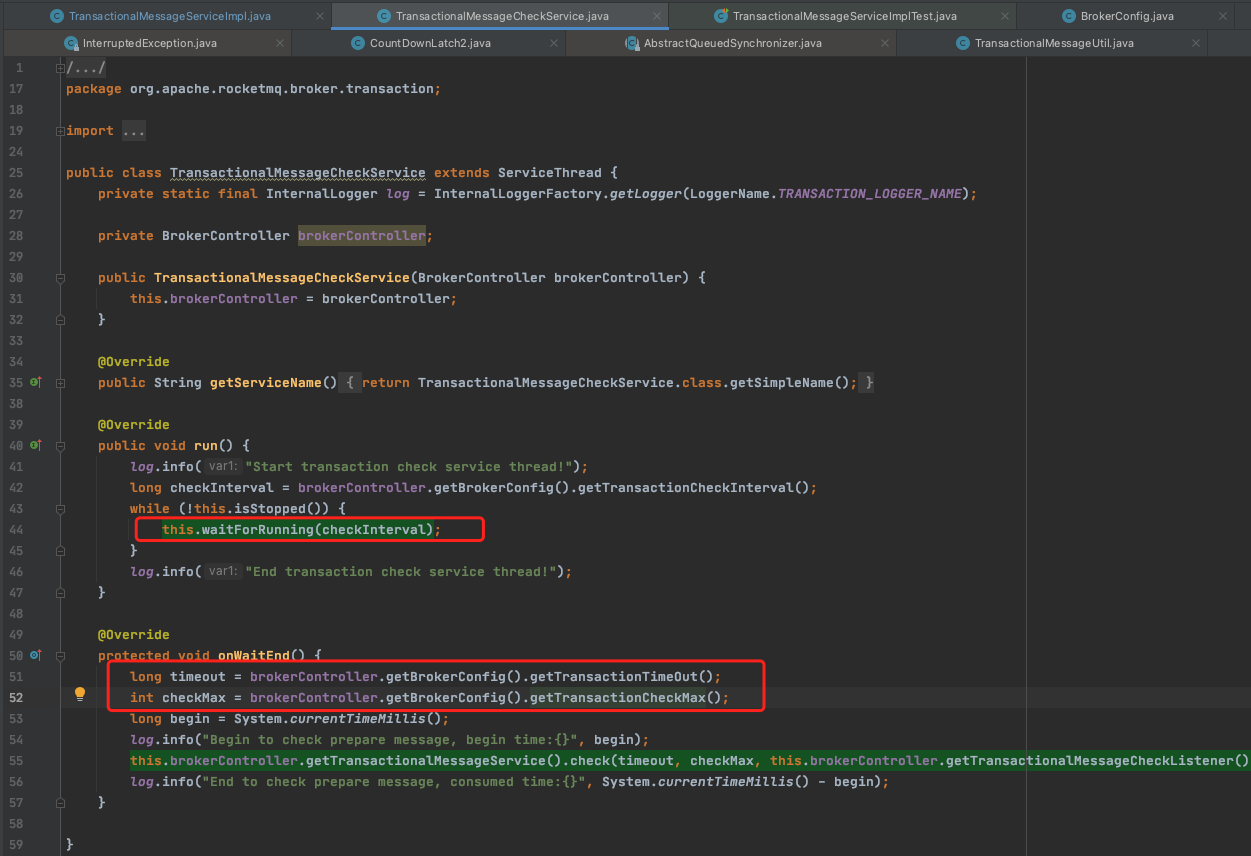 TransactionalMessageServiceImpl.java TransactionalMessageCheckService.java TransactionalMessageServiceImplTest.java BrokerConfig.java
InterruptedException.java CountDownLatch2.java AbstractQueuedSynchronizer.java TransactionalMessageUtil.java
1 /.../
17 package org.apache.rocketmq.broker.transaction;
18
19 import ...
24
25 public class TransactionalMessageCheckService extends ServiceThread {
26 private static final InternalLogger log = InternalLoggerFactory.getLogger(LoggerName.TRANSACTION_LOGGER_NAME);
27
28 private BrokerController brokerController;
29
30 public TransactionalMessageCheckService(BrokerController brokerController) {
31 this.brokerController = brokerController;
32 }
33
34 @Override
35 public String getServiceName() { return TransactionalMessageCheckService.class.getSimpleName(); }
38
39 @Override
40 public void run() {
41 log.info( var1: "Start transaction check service thread!");
42 long checkInterval = brokerController.getBrokerConfig().getTransactionCheckInterval();
43 while (!this.isStopped()) {
44 this.waitForRunning(checkInterval);
45 }
46 log.info( var1: "End transaction check service thread!");
47 }
48
49 @Override
50 protected void onWaitEnd() {
51 long timeout = brokerController.getBrokerConfig().getTransactionTimeOut();
52 int checkMax = brokerController.getBrokerConfig().getTransactionCheckMax();
53 long begin = System.currentTimeMillis();
54 log.info("Begin to check prepare message, begin time:{}", begin);
55 this.brokerController.getTransactionalMessageService().check(timeout, checkMax, this.brokerController.getTransactionalMessageCheckListener()
56 log.info("End to check prepare message, consumed time:{}", System.currentTimeMillis() - begin);
57 }
58
59 }